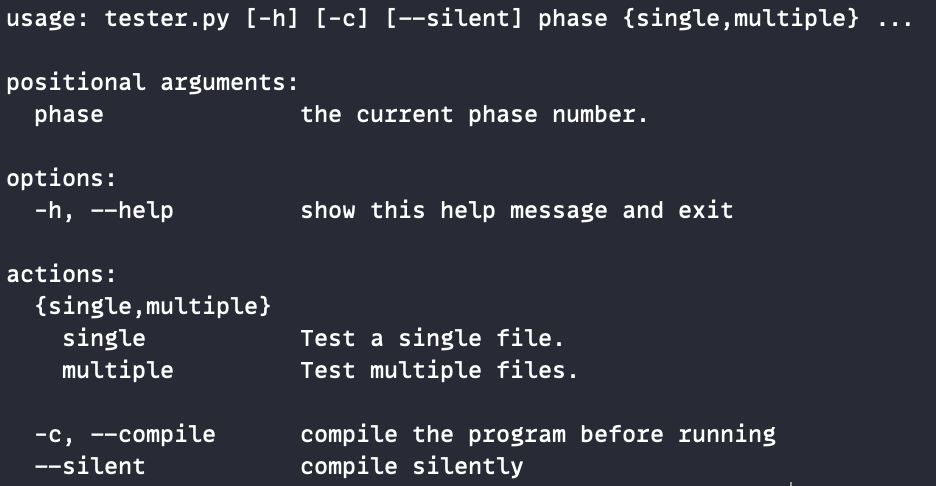 usage: tester.py [-h] [-c] [--silent] phase {single,multiple} ...
positional arguments:
phase the current phase number.
options:
-h, --help show this help message and exit
actions:
{single,multiple}
single Test a single file.
multiple Test multiple files.
-c, --compile compile the program before running
--silent compile silently